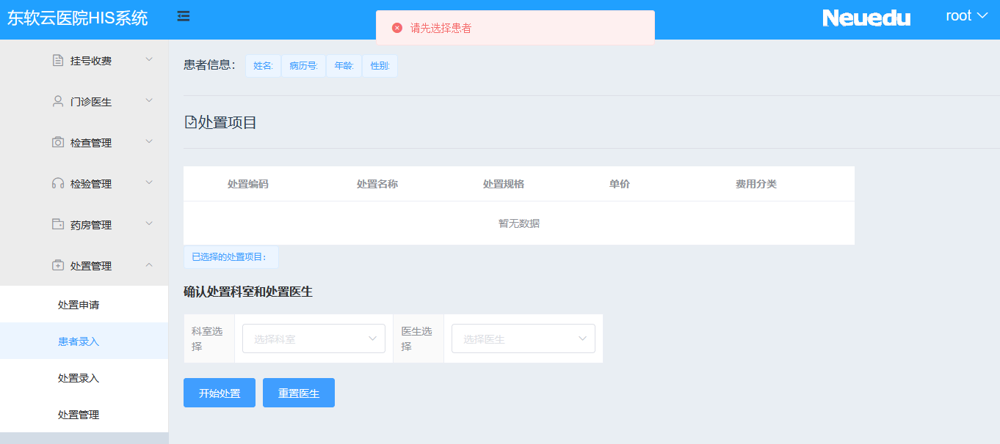 东软云医院HIS系统
请先选择患者
Neuedu
root
挂号收费
门诊医生
检查管理
检验管理
药房管理
处置管理
处置申请
患者录入
处置录入
处置管理
患者信息：
姓名:
病历号:
年龄:
性别:
处置项目
处置编码
处置名称
处置规格
单价
费用分类
暂无数据
已选择的处置项目：
确认处置科室和处置医生
科室选
择
选择科室
医生选
择
选择医生
开始处置
重置医生